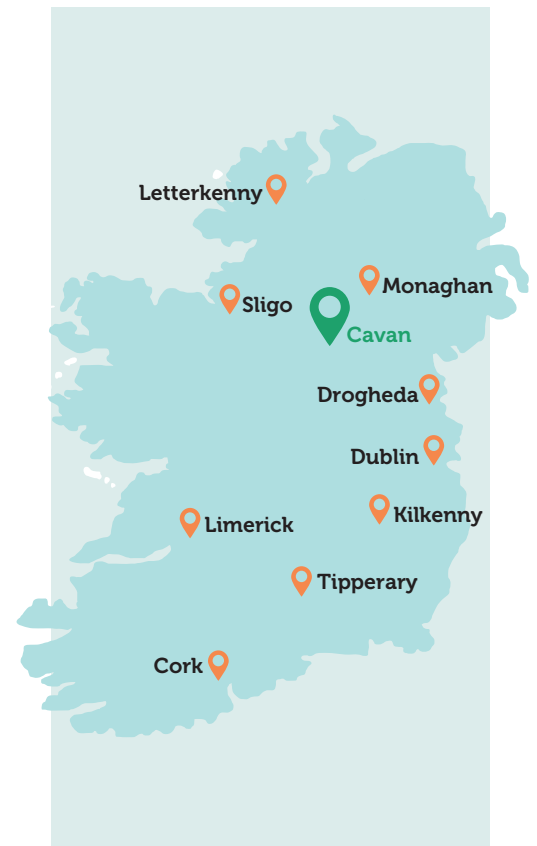 Letterkenny
Monaghan
Sligo
Cavan
Drogheda
Dublin
Kilkenny
Limerick
Tipperary
Cork